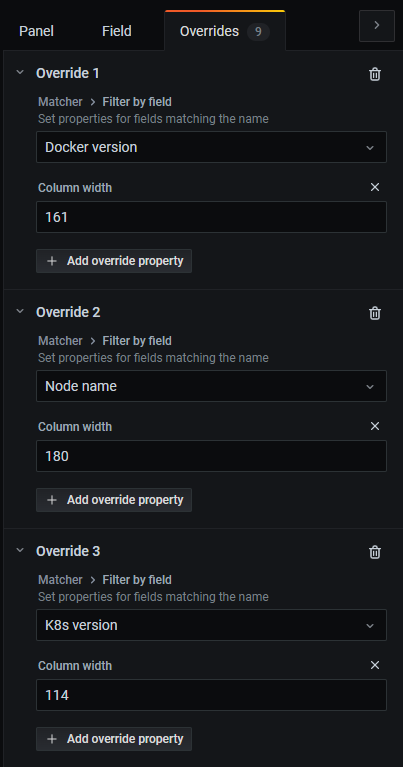 Panel Field Overrides 9
Override 1
Matcher > Filter by field
Set properties for fields matching the name
Docker version
Column width
161
+ Add override property
Override 2
Matcher > Filter by field
Set properties for fields matching the name
Node name
Column width
180
+ Add override property
Override 3
Matcher > Filter by field
Set properties for fields matching the name
K8s version
Column width
114
+ Add override property